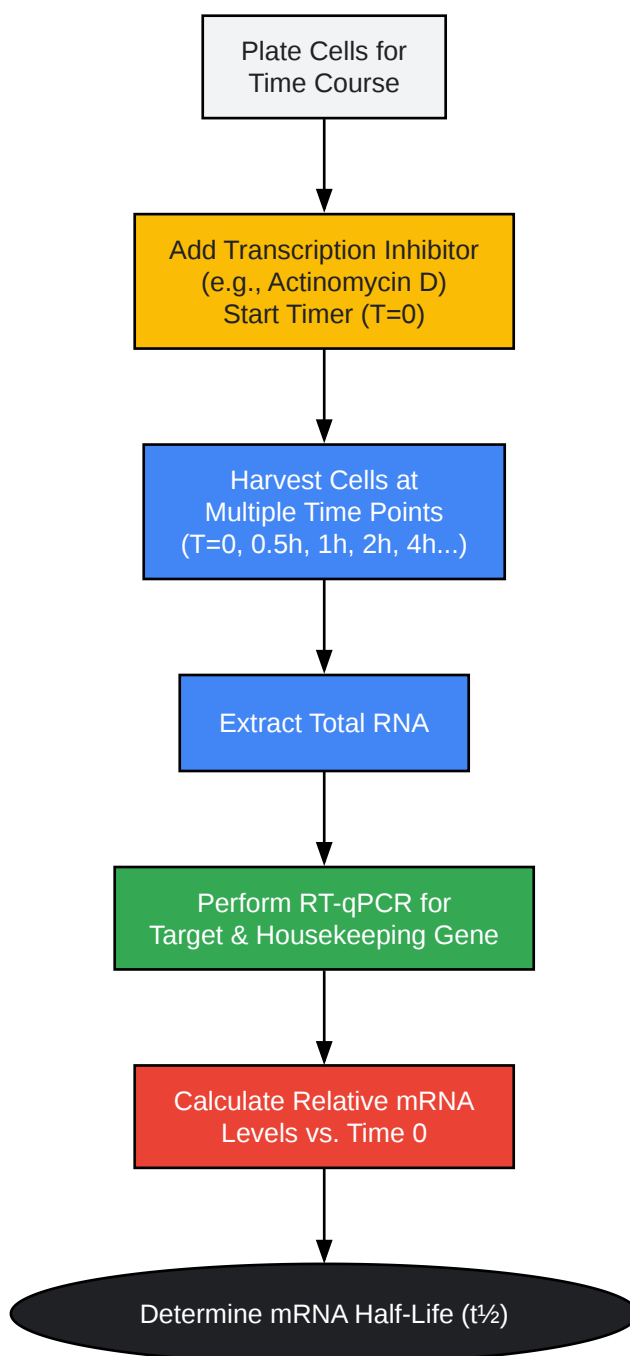 Plate Cells for
Time Course
Add Transcription Inhibitor
(e.g., Actinomycin D)
Start Timer (T=0)
Harvest Cells at
Multiple Time Points
(T=0, 0.5h, 1h, 2h, 4h...)
Extract Total RNA
Perform RT-qPCR for
Target & Housekeeping Gene
Calculate Relative mRNA
Levels vs. Time 0
Determine mRNA Half-Life (t½)